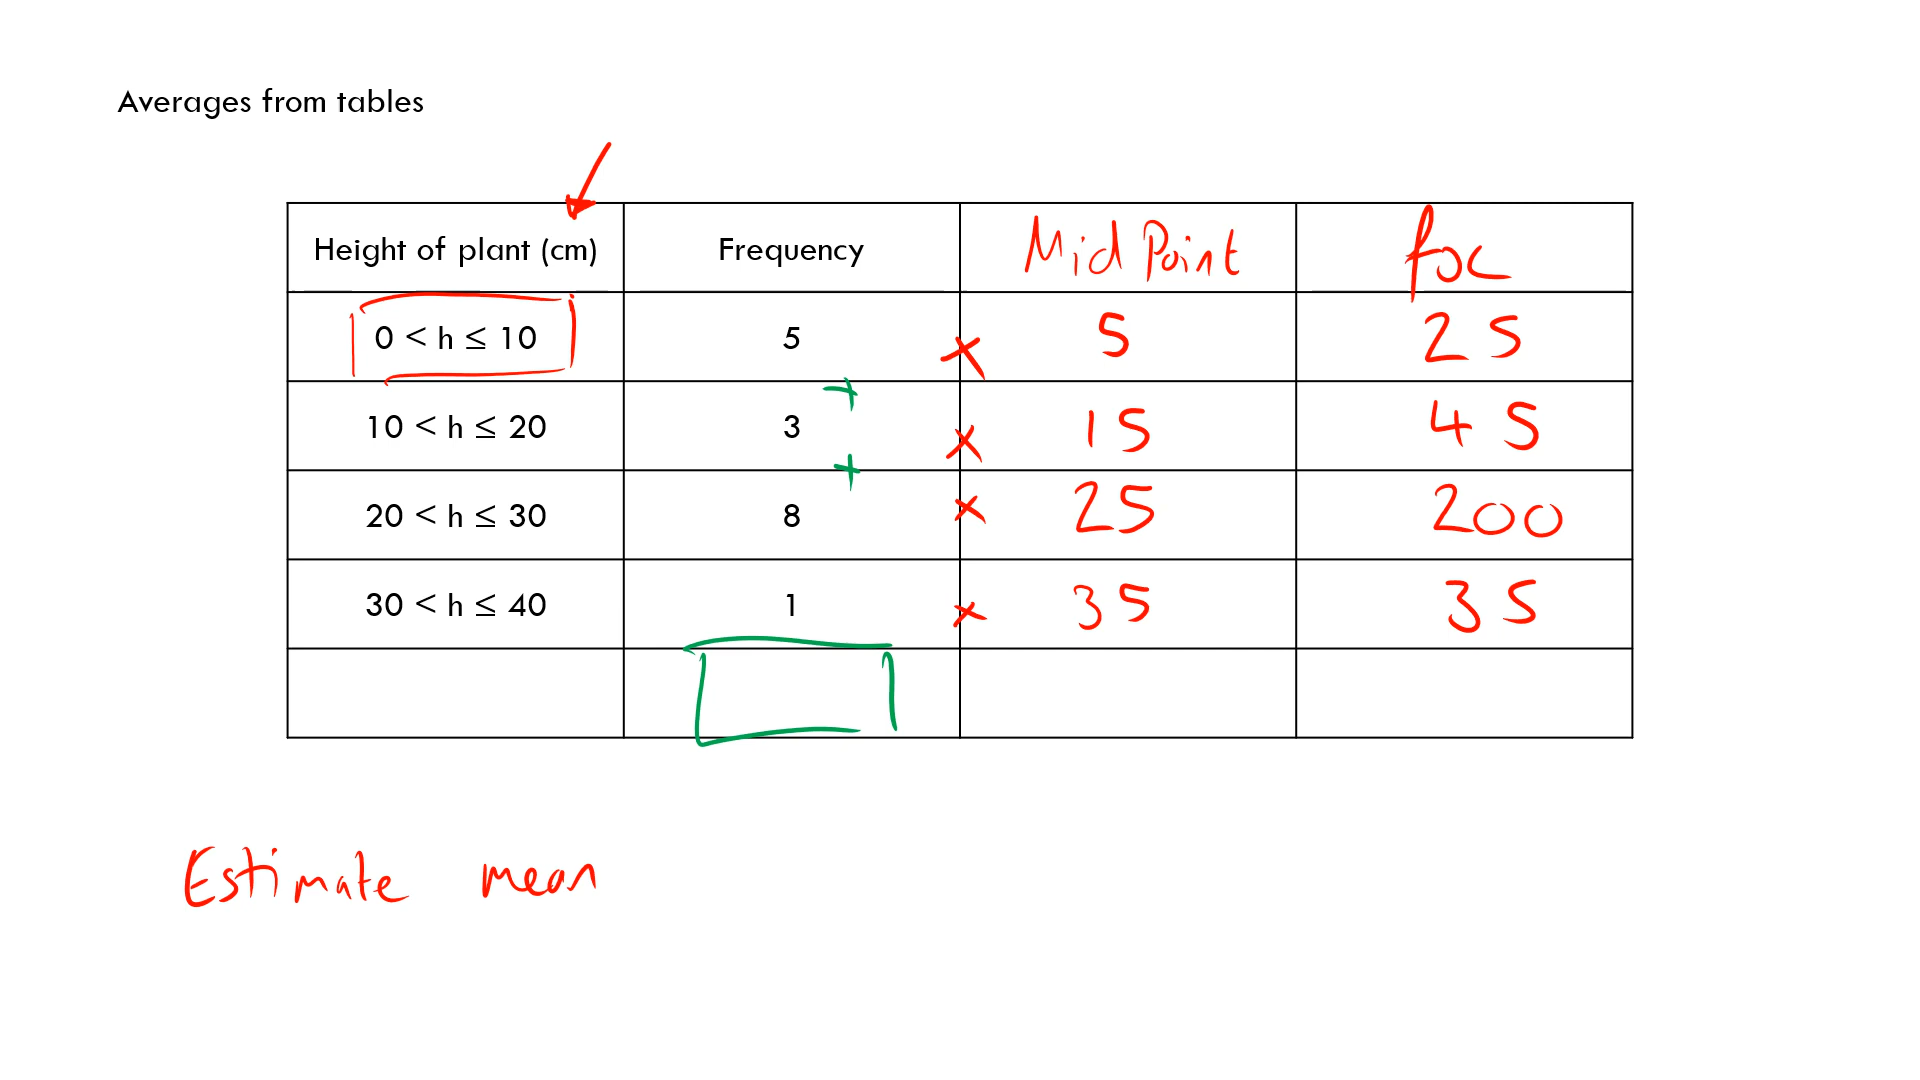 Averages from tables
Height of plant (cm) Frequency Mid Point fx
0 < h ≤ 10 5 × 5 25
+
10 < h ≤ 20 3 × 15 45
+
20 < h ≤ 30 8 × 25 200
30 < h ≤ 40 1 × 35 35
Estimate mean